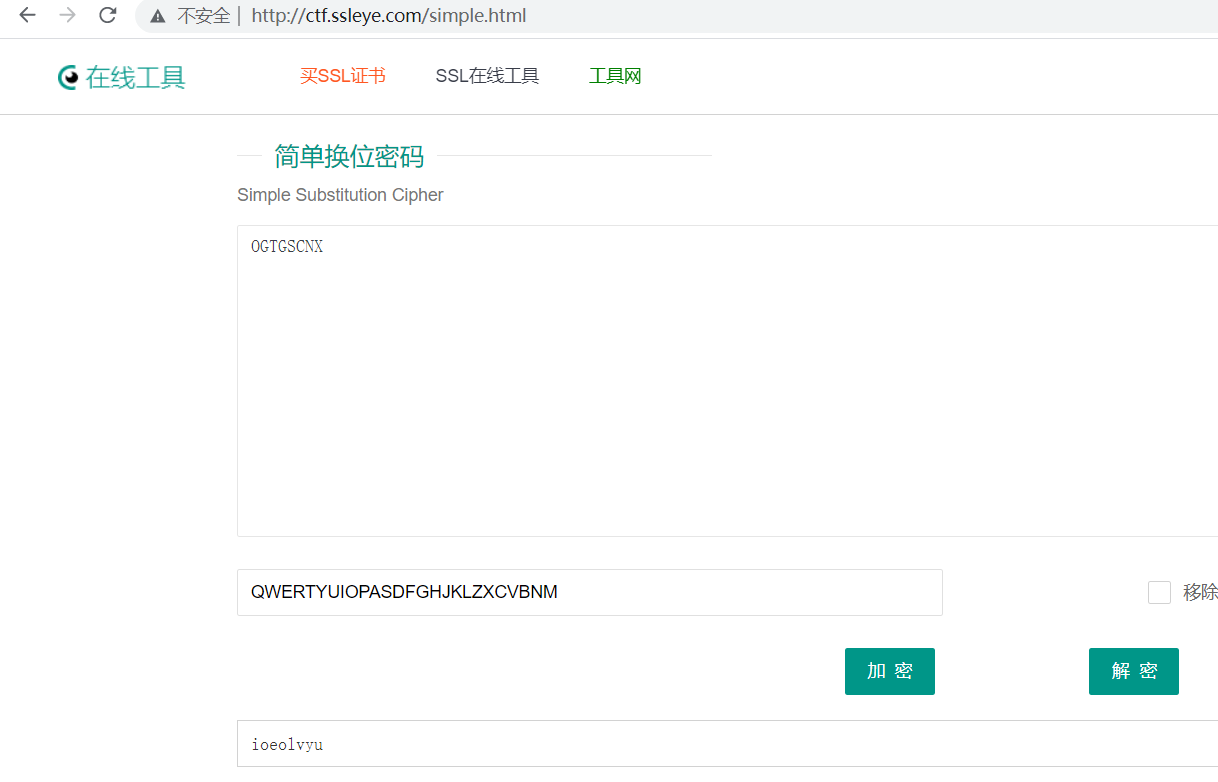 不安全 | http://ctf.ssleye.com/simple.html
在线工具 买SSL证书 SSL在线工具 工具网
简单换位密码
Simple Substitution Cipher
OGTGSCNX
QWERTYUIOPASDFGHJKLZXCVBNM 移除
加 密 解 密
ioeolvyu